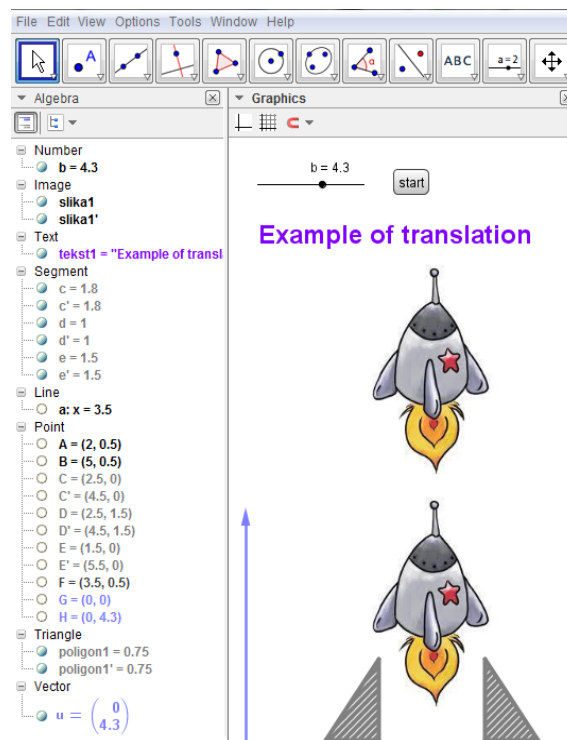 File Edit View Options Tools Window Help
A
α
ABC
a=2
Algebra
Graphics
Number
b = 4.3
Image
slika1
slika1'
Text
tekst1 = "Example of transl
Segment
c = 1.8
c' = 1.8
d = 1
d' = 1
e = 1.5
e' = 1.5
Line
a: x = 3.5
Point
A = (2, 0.5)
B = (5, 0.5)
C = (2.5, 0)
C' = (4.5, 0)
D = (2.5, 1.5)
D' = (4.5, 1.5)
E = (1.5, 0)
E' = (5.5, 0)
F = (3.5, 0.5)
G = (0, 0)
H = (0, 4.3)
Triangle
poligon1 = 0.75
poligon1' = 0.75
Vector
u = (0
4.3)
b = 4.3
start
Example of translation